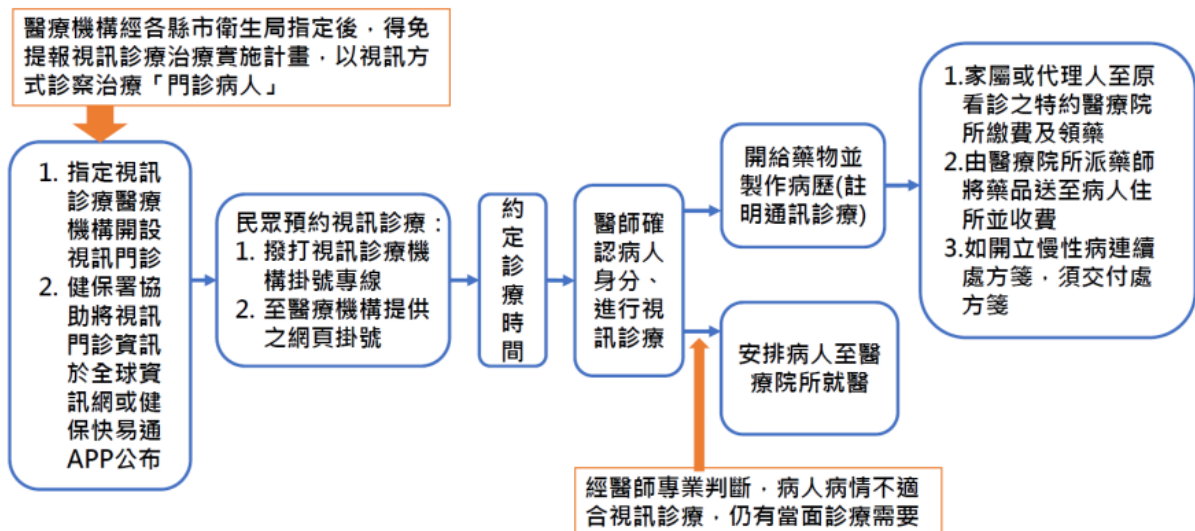 醫療機構經各縣市衛生局指定後，得免
提報視訊診療治療實施計畫，以視訊方
式診察治療「門診病人」
1. 指定視訊
診療醫療
機構開設
視訊門診
2. 健保署協
助將視訊
門診資訊
於全球資
訊網或健
保快易通
APP公布
民眾預約視訊診療：
1. 撥打視訊診療機
構掛號專線
2. 至醫療機構提供
之網頁掛號
約
定
診
療
時
間
醫師確
認病人
身分、
進行視
訊診療
開給藥物並
製作病歷(註
明通訊診療)
1.家屬或代理人至原
看診之特約醫療院
所繳費及領藥
2.由醫療院所派藥師
將藥品送至病人住
所並收費
3.如開立慢性病連續
處方箋，須交付處
方箋
安排病人至醫
療院所就醫
經醫師專業判斷，病人病情不適
合視訊診療，仍有當面診療需要